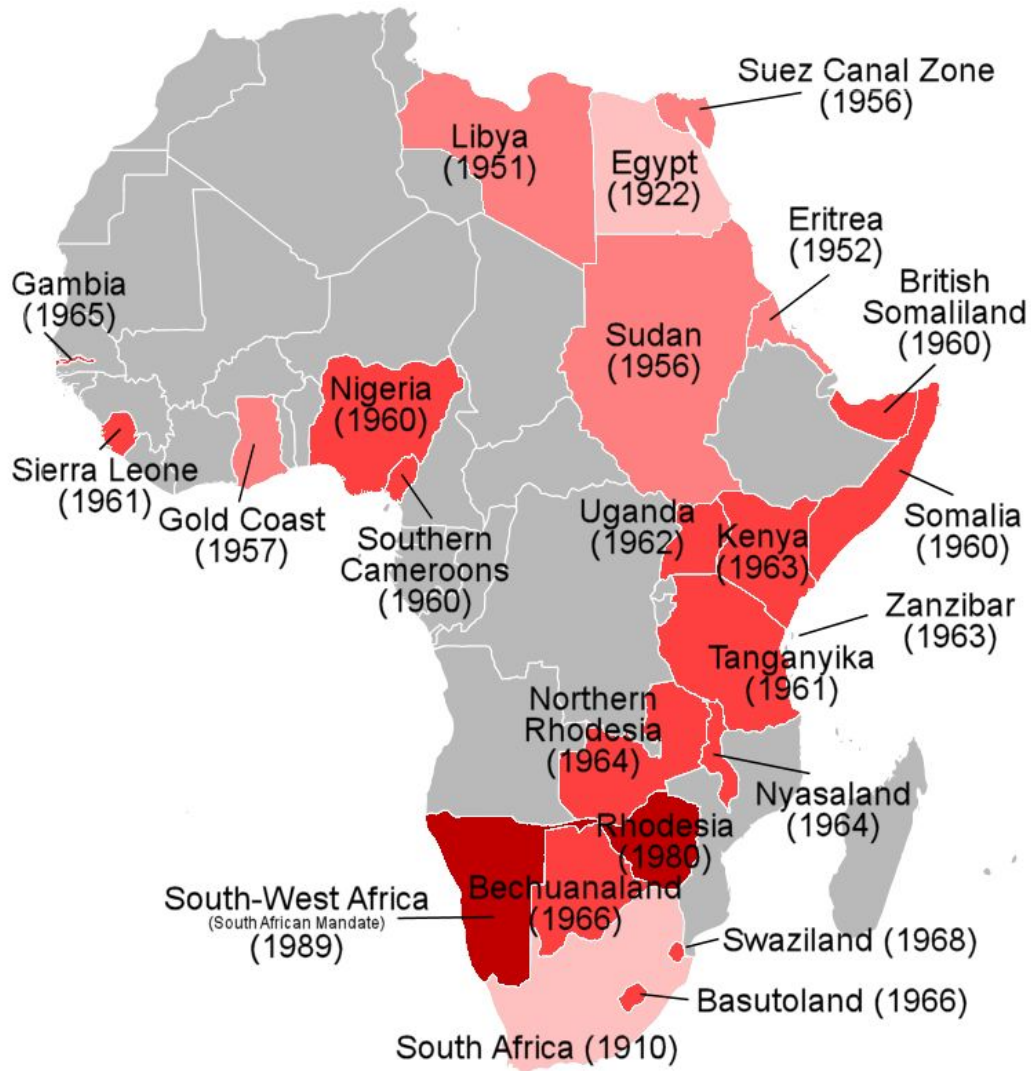 Suez Canal Zone
(1956)
Libya
(1951)
Egypt
(1922)
Eritrea
(1952)
Gambia
(1965)
British
Somaliland
(1960)
Sudan
(1956)
Nigeria
(1960)
Sierra Leone
(1961)
Gold Coast
(1957)
Southern
Cameroons
(1960)
Uganda
(1962)
Kenya
(1963)
Somalia
(1960)
Zanzibar
(1963)
Tanganyika
(1961)
Northern
Rhodesia
(1964)
Nyasaland
(1964)
Rhodesia
(1980)
South-West Africa
(South African Mandate)
(1989)
Bechuanaland
(1966)
Swaziland (1968)
Basutoland (1966)
South Africa (1910)